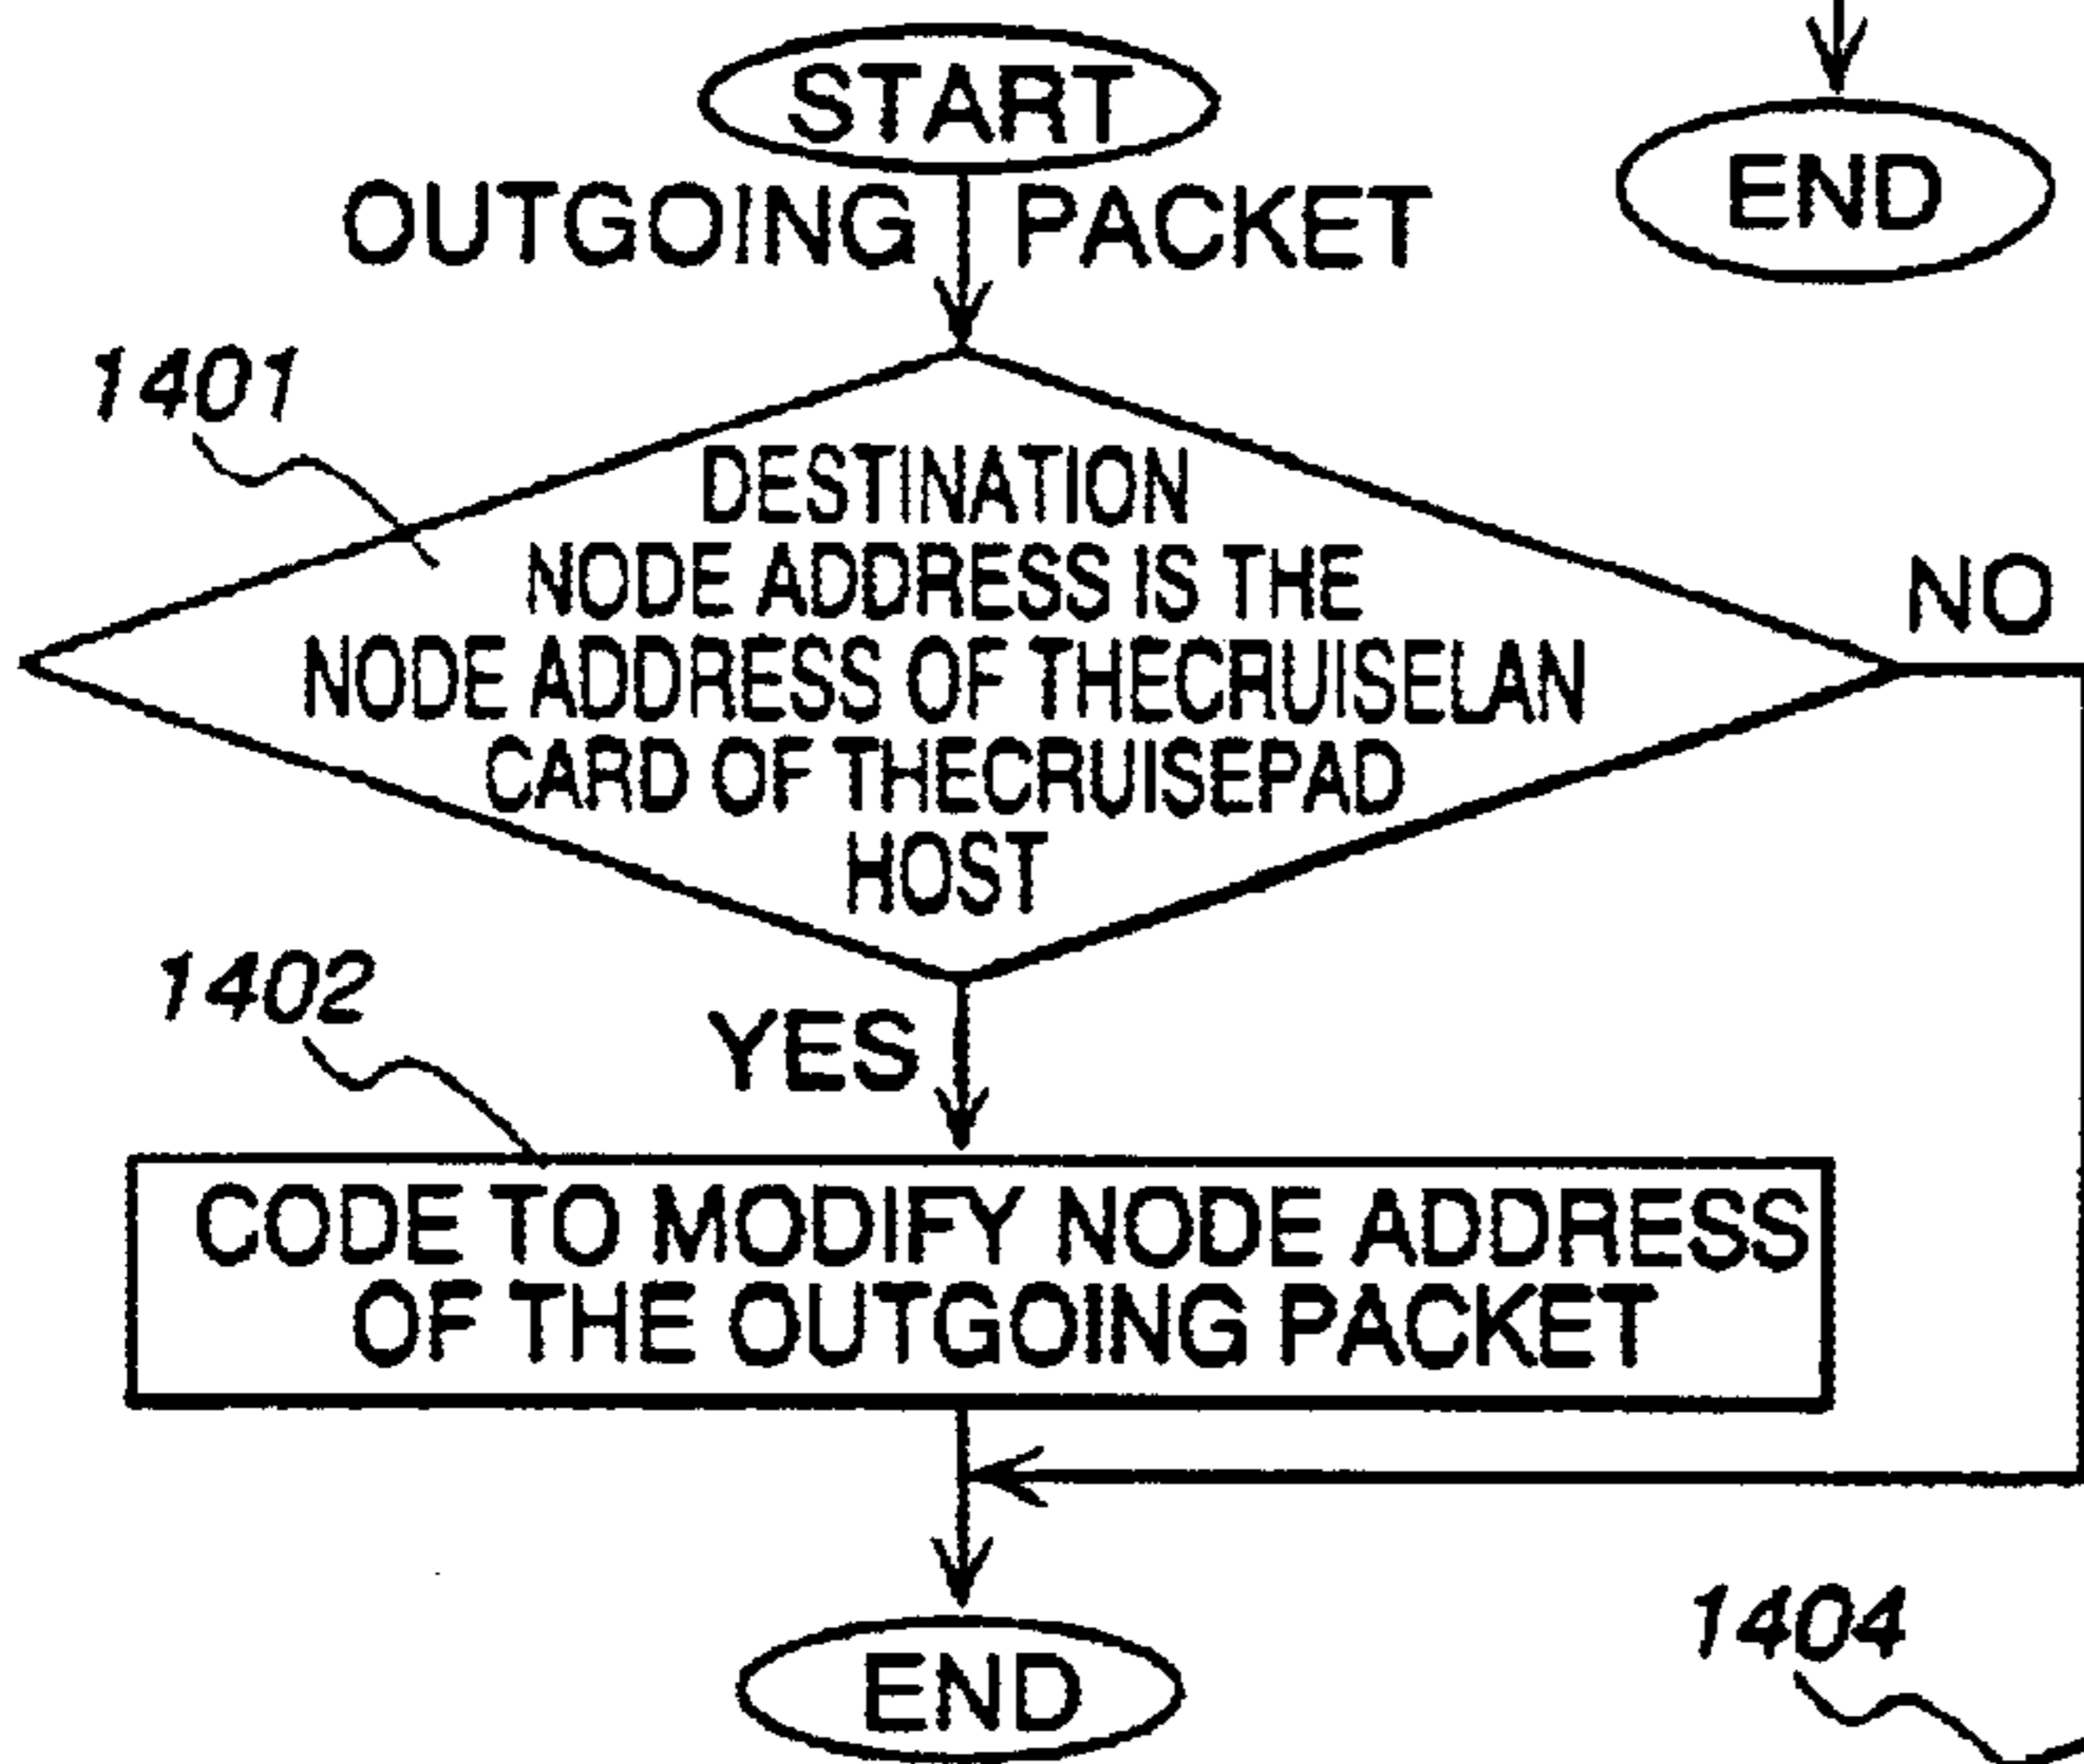 START
END
OUTGOING PACKET
1401
DESTINATION
NODE ADDRESS IS THE
NODE ADDRESS OF THECRUISELAN
CARD OF THECRUISEPAD
HOST
NO
1402
YES
CODE TO MODIFY NODE ADDRESS
OF THE OUTGOING PACKET
1404
END